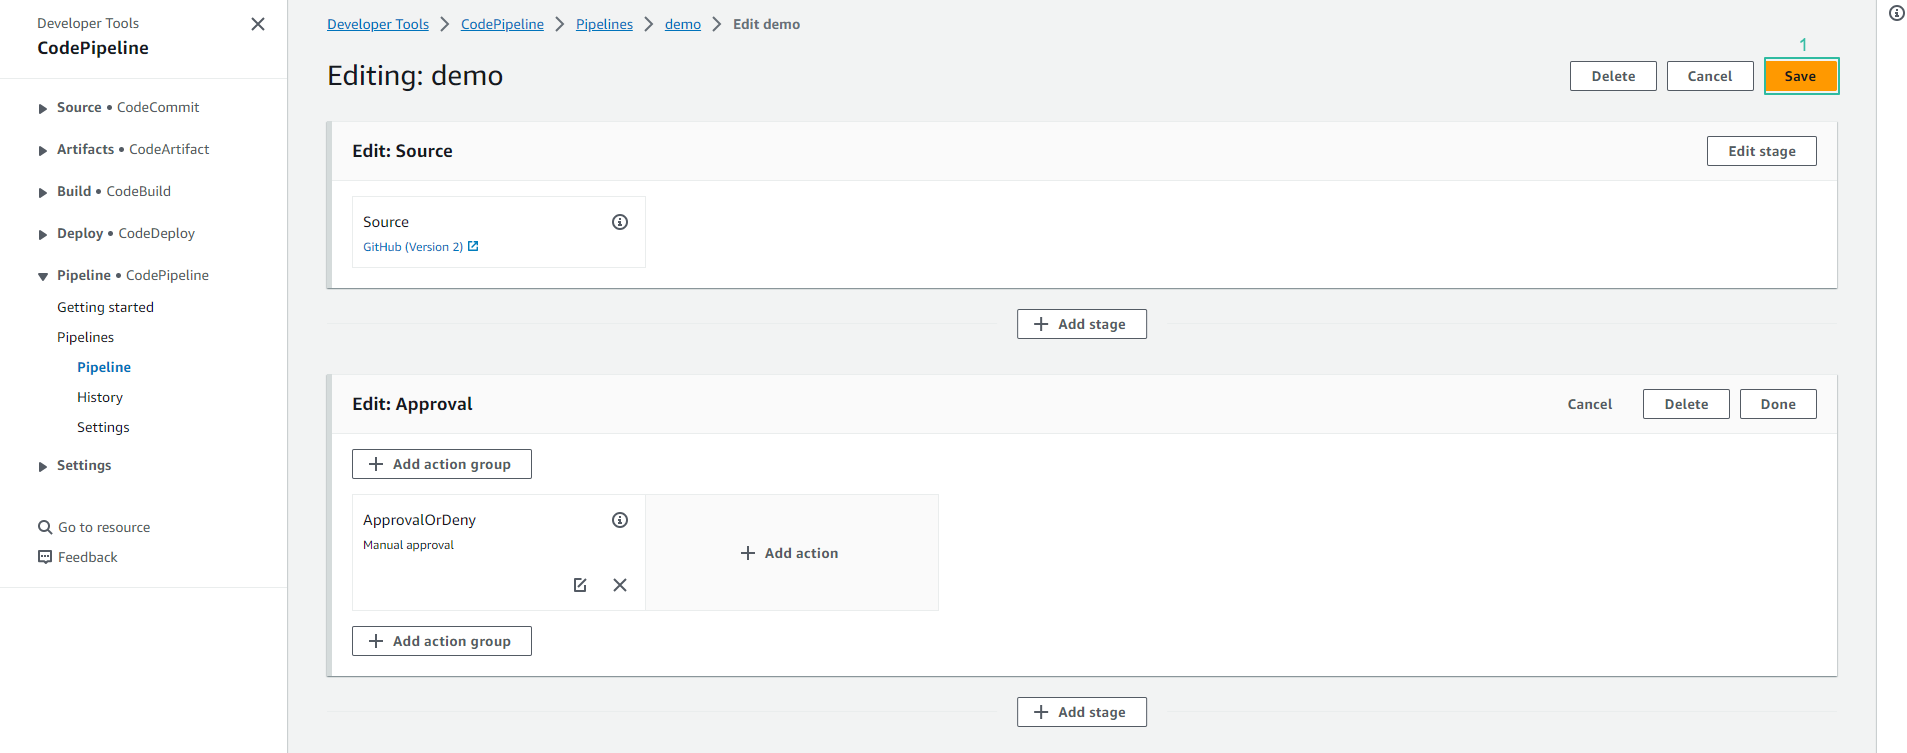 Developer Tools
CodePipeline
Source • CodeCommit
Artifacts • CodeArtifact
Build • CodeBuild
Deploy • CodeDeploy
Pipeline • CodePipeline
Getting started
Pipelines
Pipeline
History
Settings
Settings
Go to resource
Feedback
Developer Tools > CodePipeline > Pipelines > demo > Edit demo
1
Editing: demo
Delete Cancel Save
Edit: Source
Edit stage
Source
GitHub (Version 2)
+ Add stage
Edit: Approval
Cancel Delete Done
+ Add action group
ApprovalOrDeny
Manual approval
+ Add action
+ Add action group
+ Add stage